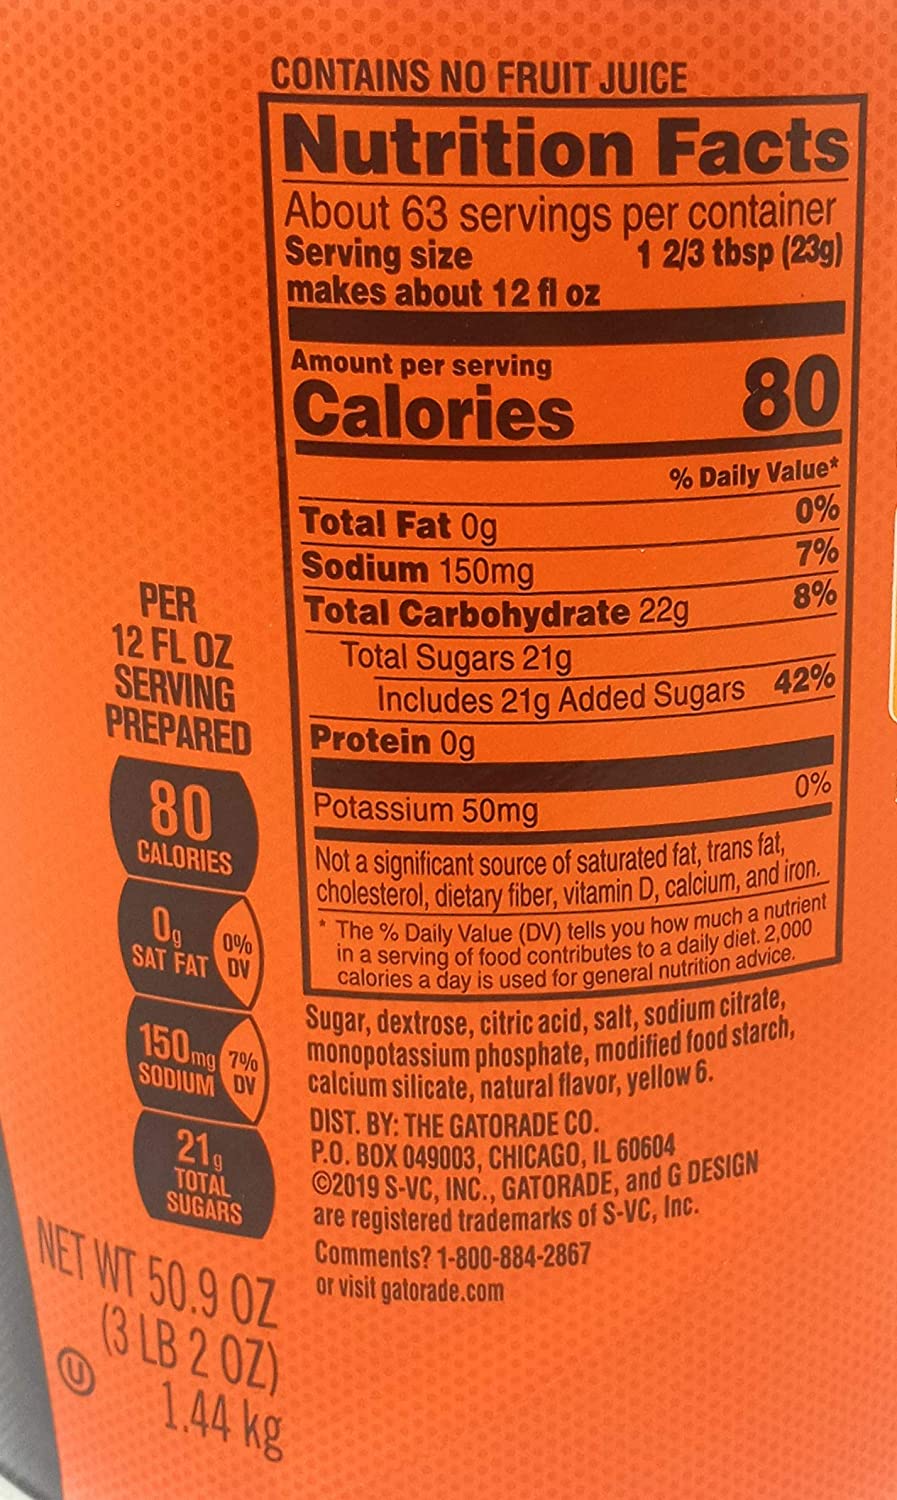 CONTAINS NO FRUIT JUICE
Nutrition Facts
About 63 servings per container
Serving size 1 2/3 tbsp (23g)
makes about 12 fl oz
Amount per serving
Calories 80
% Daily Value*
Total Fat 0g 0%
Sodium 150mg 7%
Total Carbohydrate 22g 8%
Total Sugars 21g
Includes 21g Added Sugars 42%
Protein 0g
Potassium 50mg 0%
Not a significant source of saturated fat, trans fat,
cholesterol, dietary fiber, vitamin D, calcium, and iron.
* The % Daily Value (DV) tells you how much a nutrient
in a serving of food contributes to a daily diet. 2,000
calories a day is used for general nutrition advice.
Sugar, dextrose, citric acid, salt, sodium citrate,
monopotassium phosphate, modified food starch,
calcium silicate, natural flavor, yellow 6.
DIST. BY: THE GATORADE CO.
P.O. BOX 049003, CHICAGO, IL 60604
©2019 S-VC, INC., GATORADE, and G DESIGN
are registered trademarks of S-VC, Inc.
Comments? 1-800-884-2867
or visit gatorade.com
PER
12 FL OZ
SERVING
PREPARED
80
CALORIES
0g 0%
SAT FAT DV
150mg 7%
SODIUM DV
21g
TOTAL
SUGARS
NET WT 50.9 OZ
(3 LB 2 OZ)
U
1.44 kg